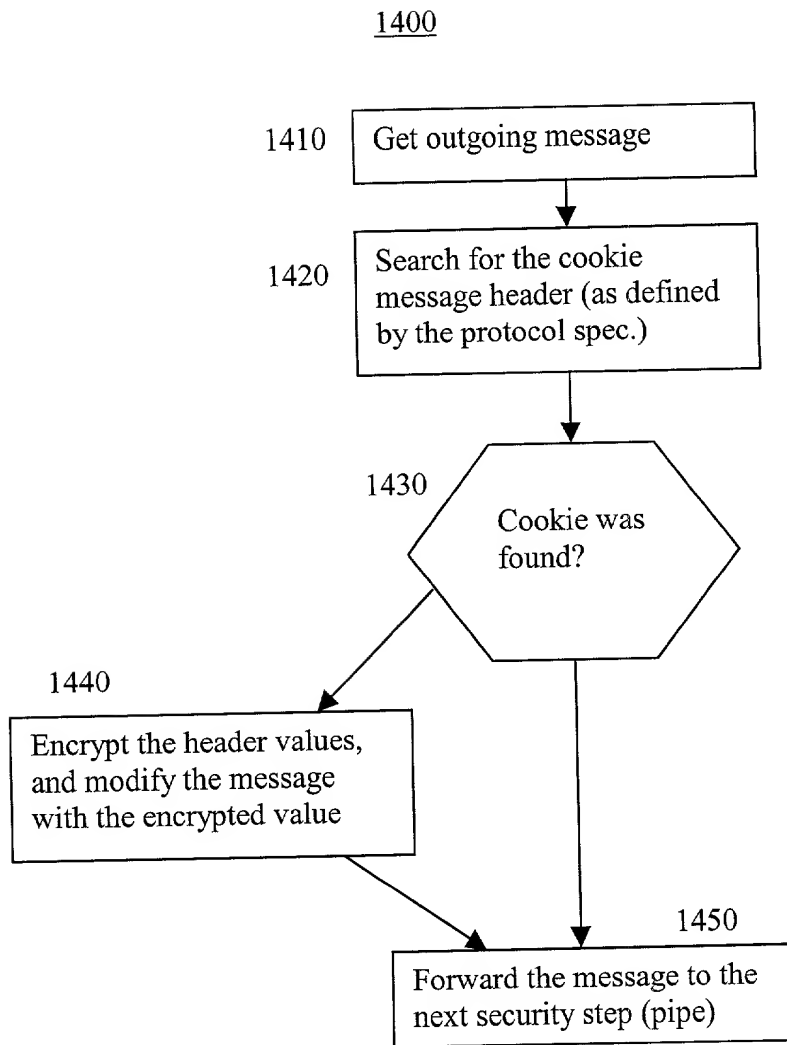 1400
1410
Get outgoing message
1420
Search for the cookie
message header (as defined
by the protocol spec.)
1430
Cookie was
found?
1440
Encrypt the header values,
and modify the message
with the encrypted value
1450
Forward the message to the
next security step (pipe)